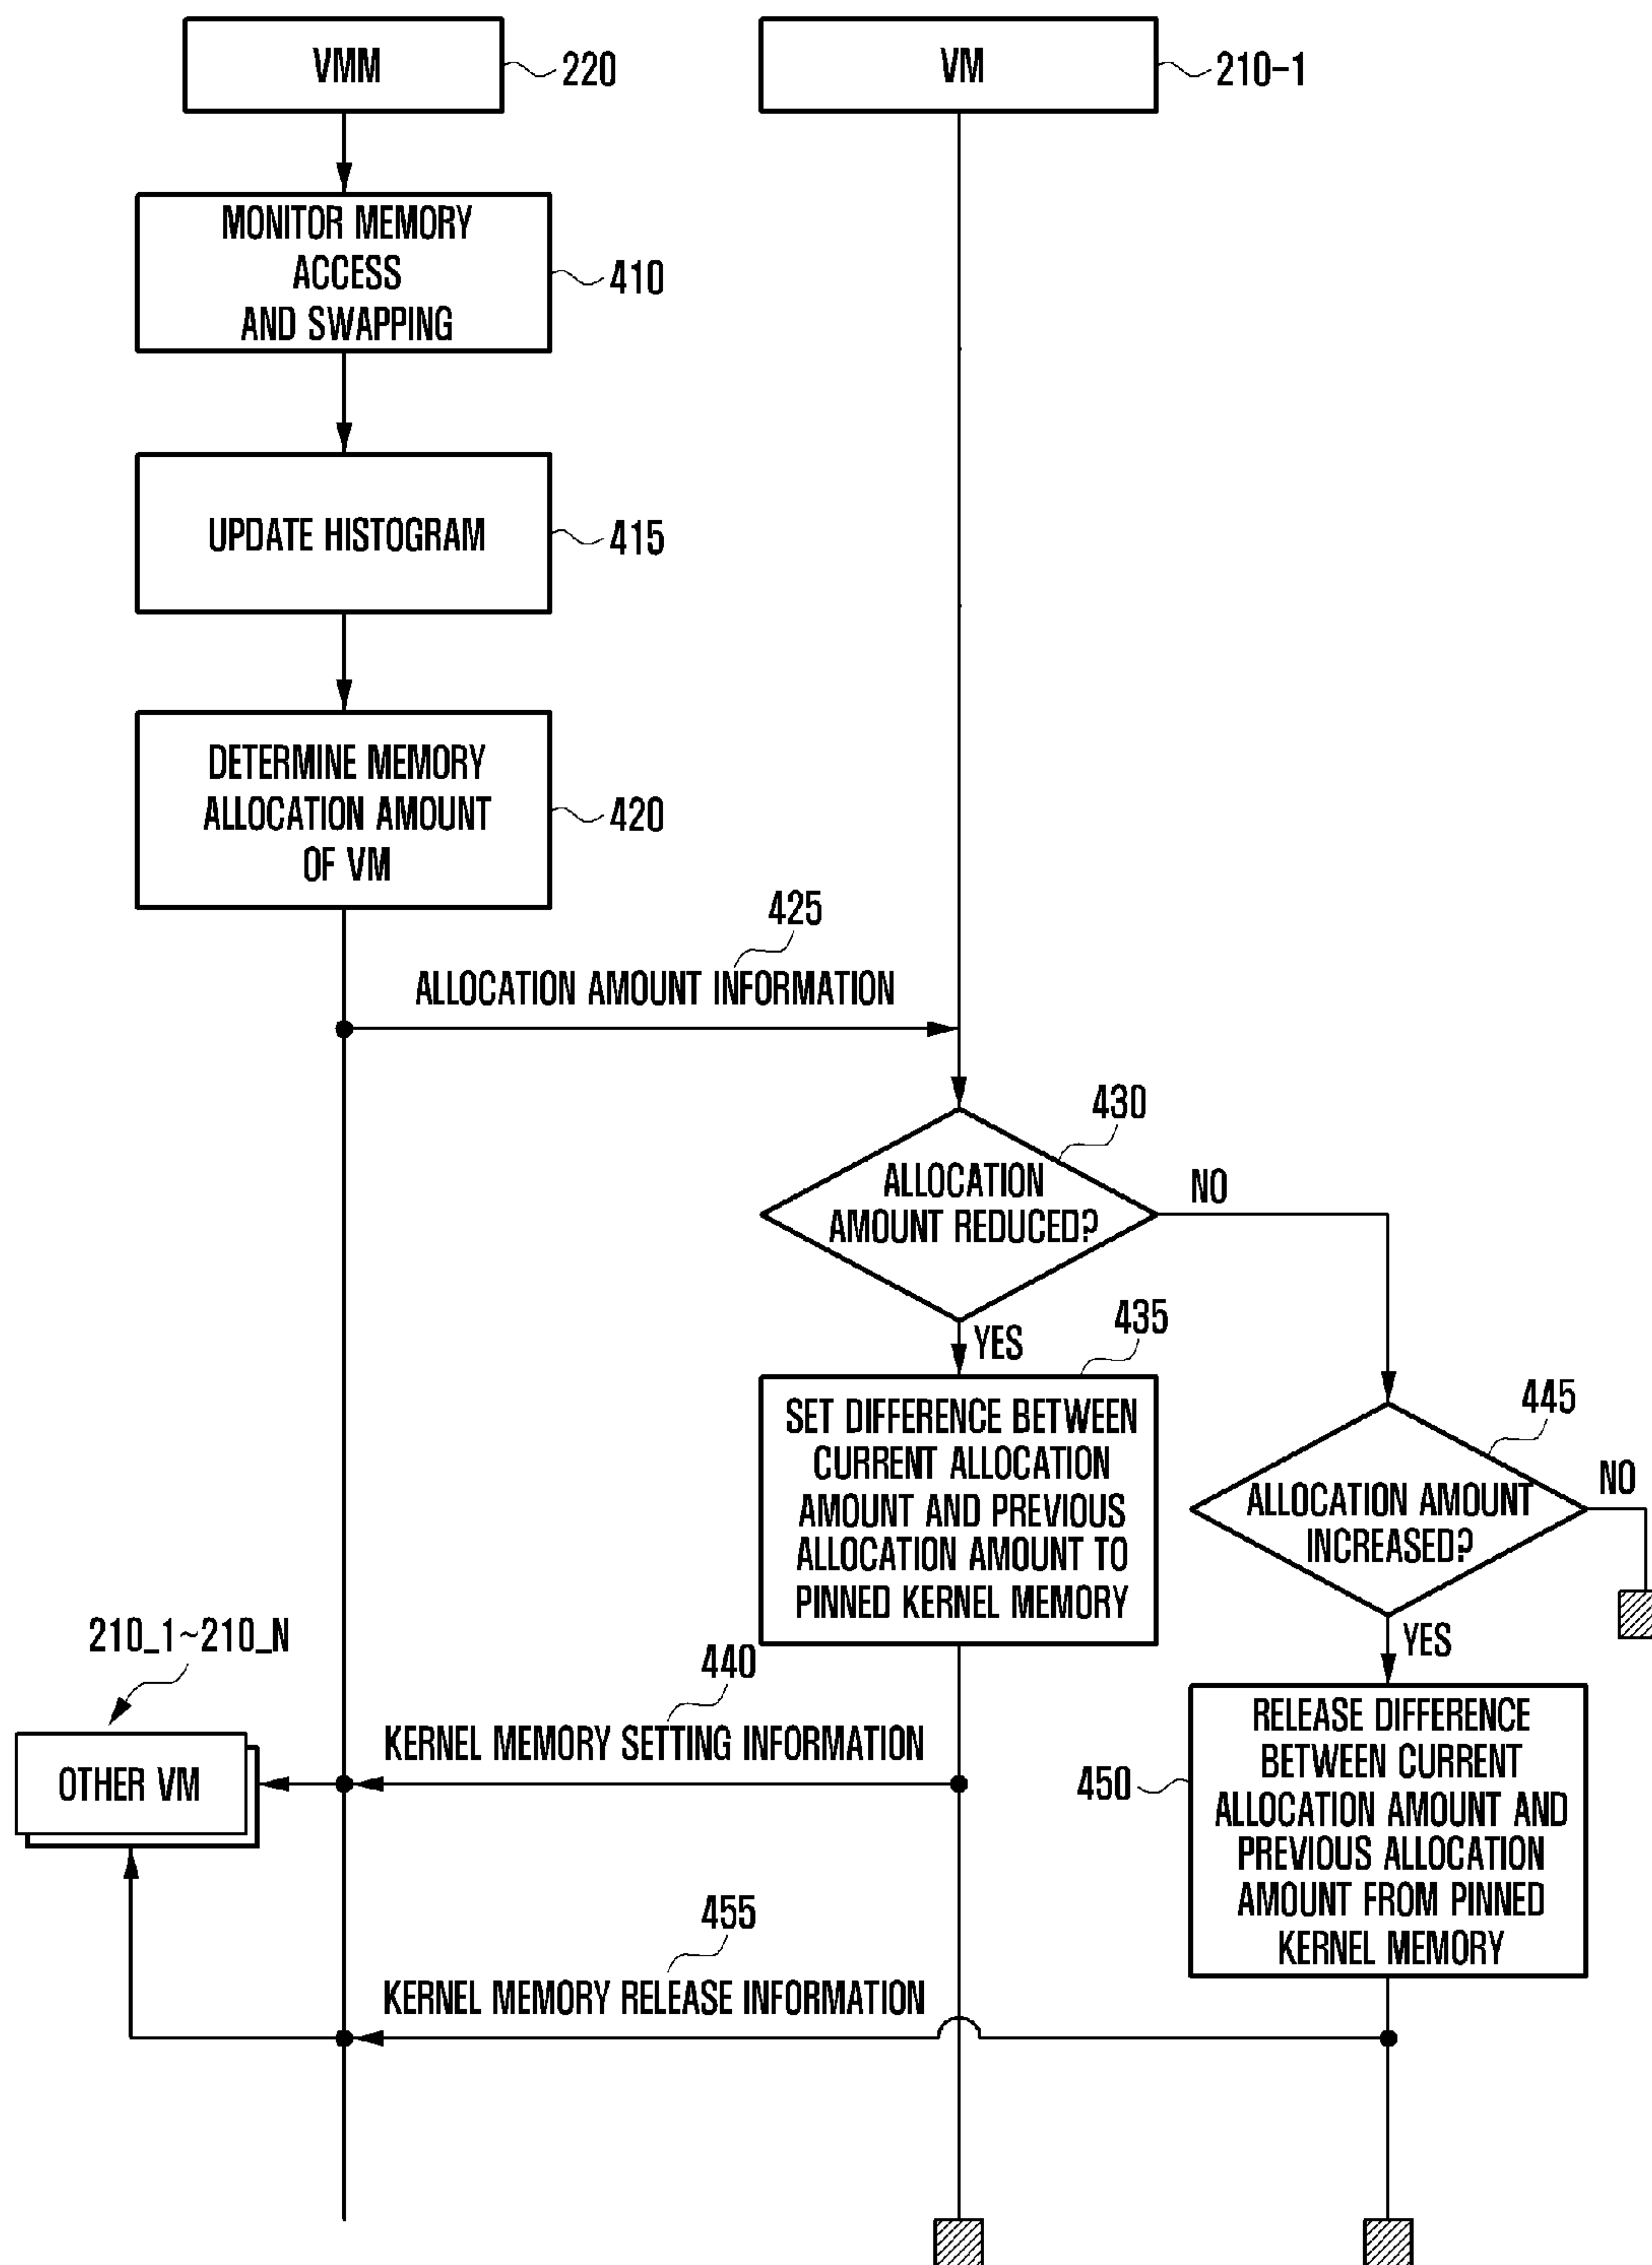 VMM
220
VM
210-1
MONITOR MEMORY
ACCESS
AND SWAPPING
410
UPDATE HISTOGRAM
415
DETERMINE MEMORY
ALLOCATION AMOUNT
OF VM
420
425
ALLOCATION AMOUNT INFORMATION
430
ALLOCATION
AMOUNT REDUCED?
NO
YES
435
SET DIFFERENCE BETWEEN
CURRENT ALLOCATION
AMOUNT AND PREVIOUS
ALLOCATION AMOUNT TO
PINNED KERNEL MEMORY
445
ALLOCATION AMOUNT
INCREASED?
NO
YES
210_1~210_N
OTHER VM
440
KERNEL MEMORY SETTING INFORMATION
450
RELEASE DIFFERENCE
BETWEEN CURRENT
ALLOCATION AMOUNT AND
PREVIOUS ALLOCATION
AMOUNT FROM PINNED
KERNEL MEMORY
455
KERNEL MEMORY RELEASE INFORMATION